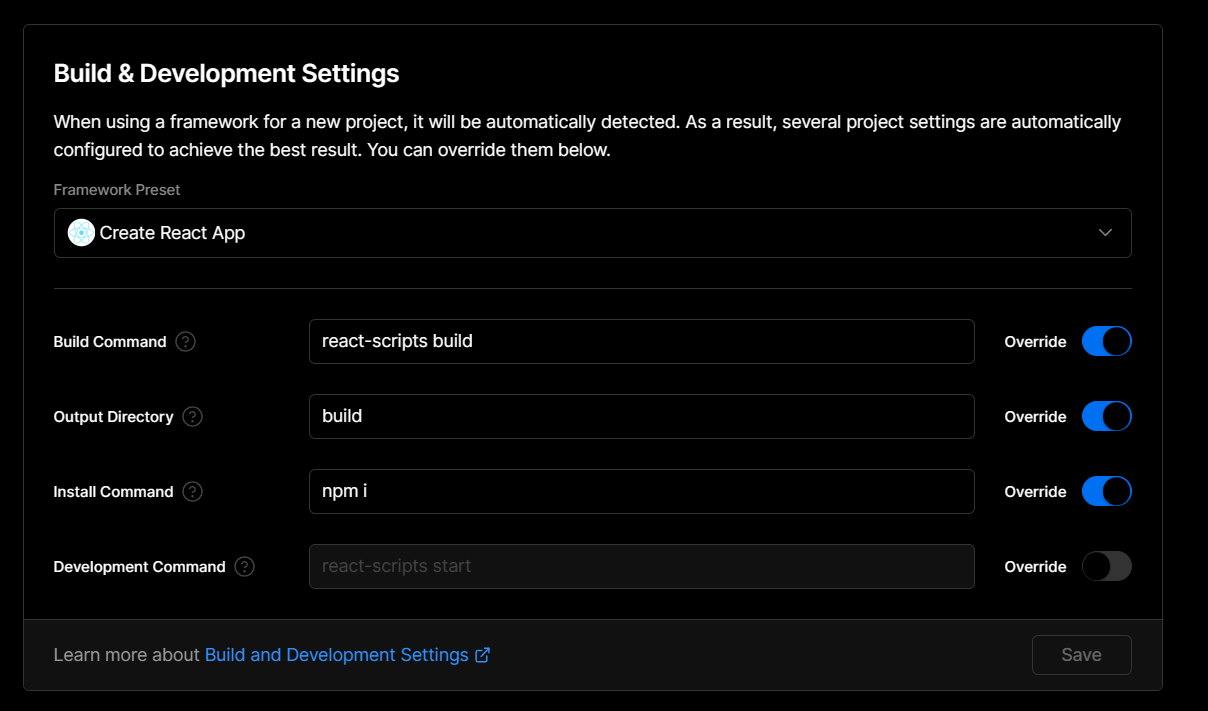 Build & Development Settings
When using a framework for a new project, it will be automatically detected. As a result, several project settings are automatically
configured to achieve the best result. You can override them below.
Framework Preset
Create React App
Build Command ?
react-scripts build
Override
Output Directory ?
build
Override
Install Command ?
npm i
Override
Development Command ?
react-scripts start
Override
Learn more about Build and Development Settings
Save